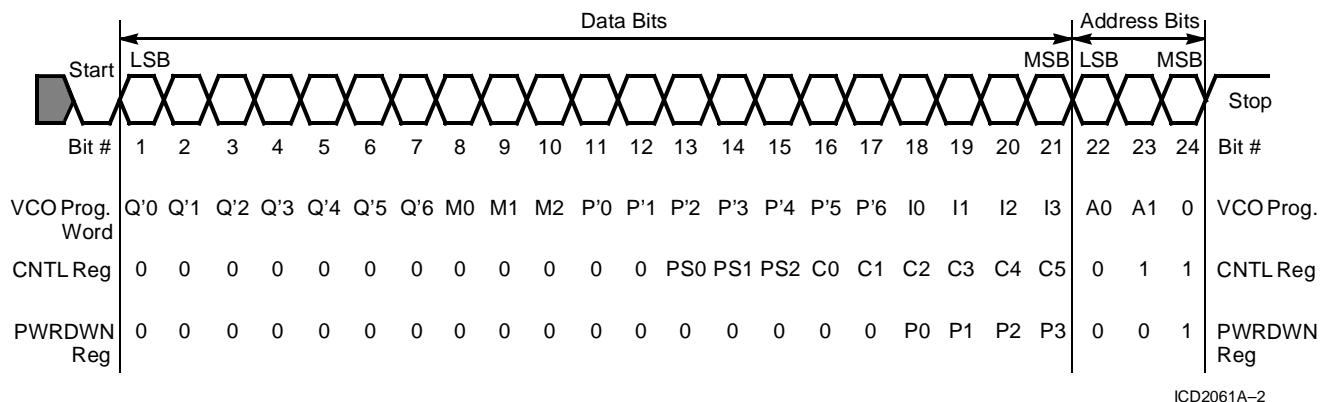 Data Bits Address Bits
Start LSB MSB LSB MSB Stop
Bit # 1 2 3 4 5 6 7 8 9 10 11 12 13 14 15 16 17 18 19 20 21 22 23 24 Bit #
VCO Prog. Word Q'0 Q'1 Q'2 Q'3 Q'4 Q'5 Q'6 M0 M1 M2 P'0 P'1 P'2 P'3 P'4 P'5 P'6 I0 I1 I2 I3 A0 A1 0 VCO Prog.
CNTL Reg 0 0 0 0 0 0 0 0 0 0 0 0 PS0 PS1 PS2 C0 C1 C2 C3 C4 C5 0 1 1 CNTL Reg
PWRDWN Reg 0 0 0 0 0 0 0 0 0 0 0 0 0 0 0 0 0 P0 P1 P2 P3 0 0 1 PWRDWN Reg
ICD2061A–2